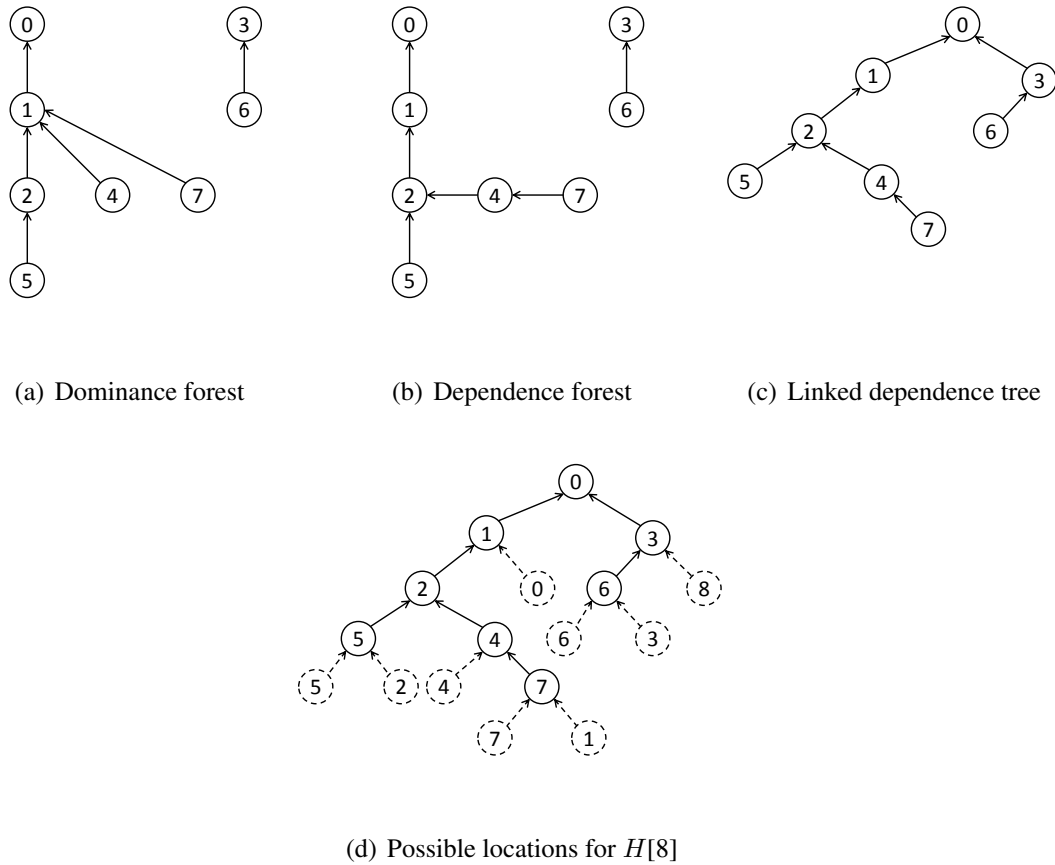 0 3 0 3 0
1 6 1 6 1 3
2 6
2 4 7 2 4 7 5 4
7
5 5
(a) Dominance forest (b) Dependence forest (c) Linked dependence tree
0
1 3
2 0 6 8
5 4 6 3
5 2 4 7
7 1
(d) Possible locations for H[8]